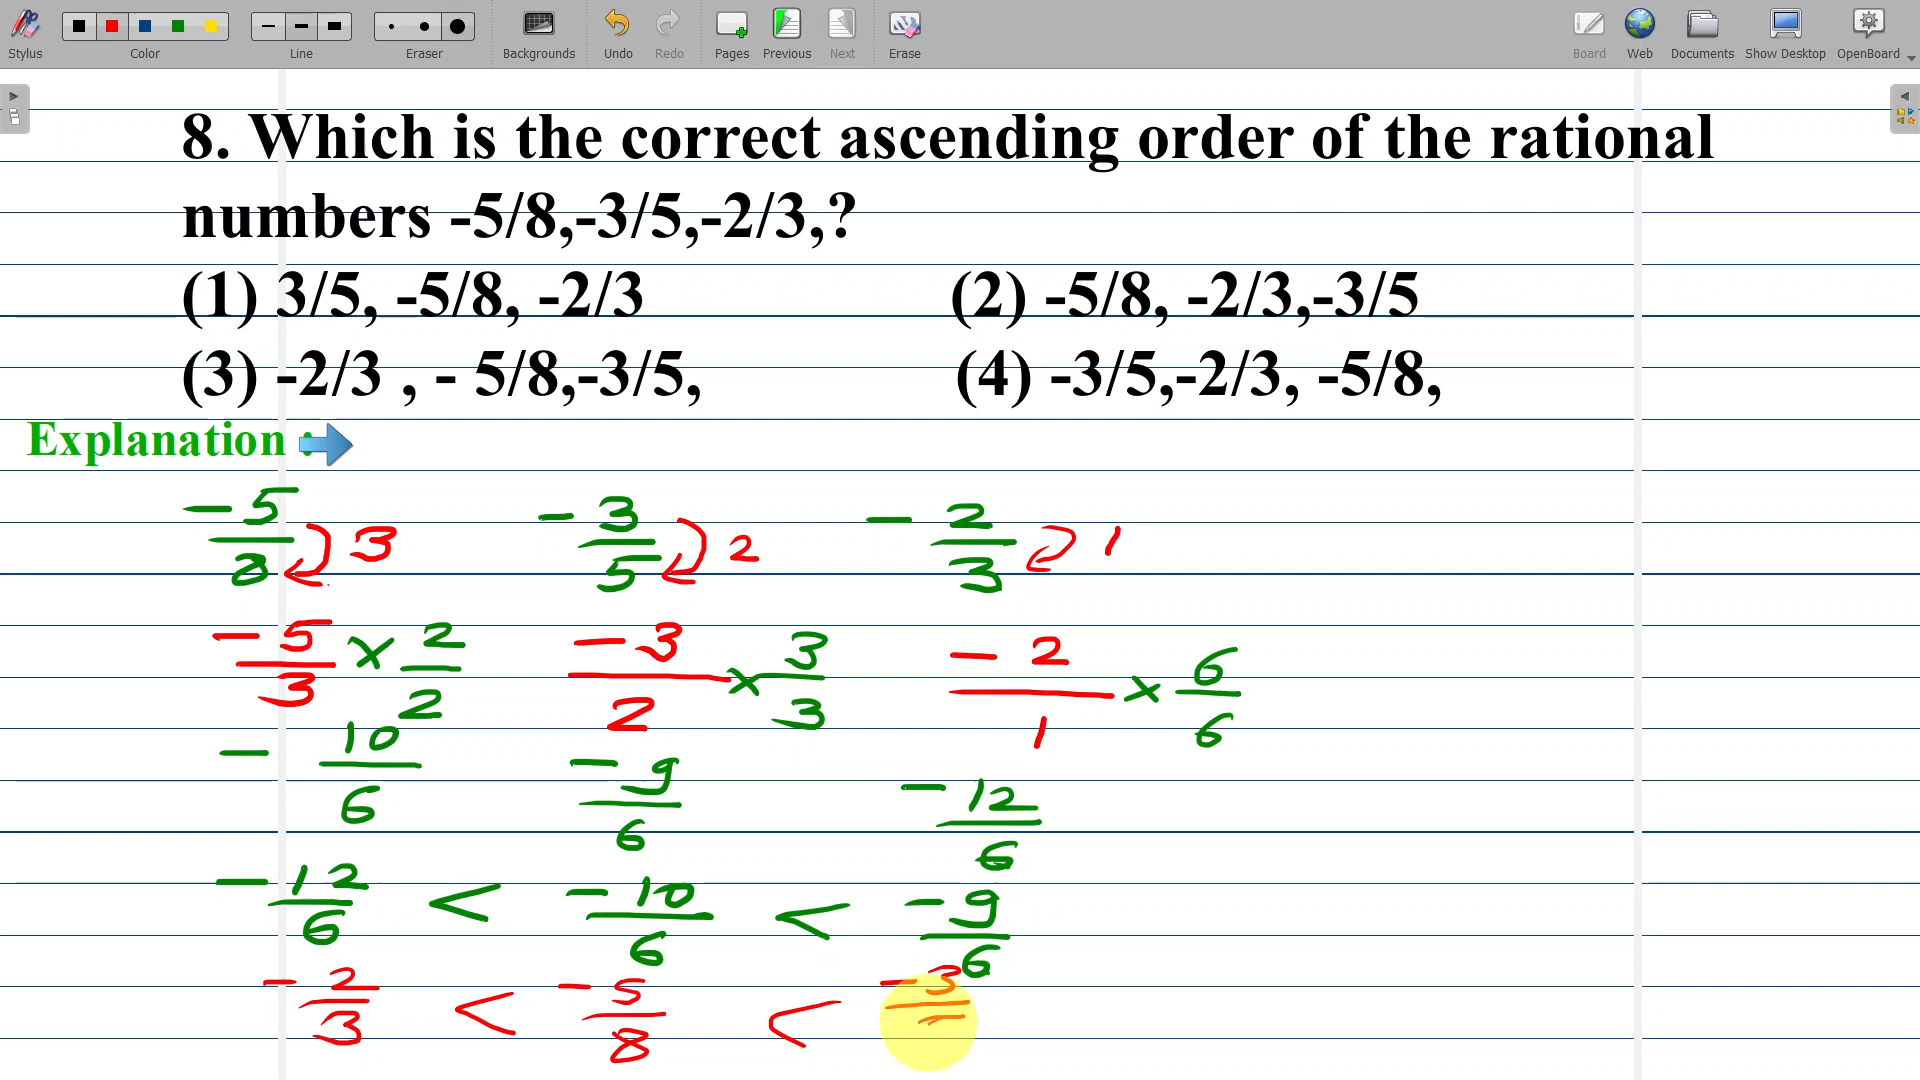 Stylus Color Line Eraser Backgrounds Undo Redo Pages Previous Next Erase Board Web Documents Show Desktop OpenBoard
8. Which is the correct ascending order of the rational
numbers -5/8,-3/5,-2/3,?
(1) 3/5, -5/8, -2/3 (2) -5/8, -2/3,-3/5
(3) -2/3 , - 5/8,-3/5, (4) -3/5,-2/3, -5/8,
Explanation :
-5/8 3 -3/5 2 -2/3 1
-5/3 × 2/2 -3/2 × 3/3 -2/1 × 6/6
-10/6 -9/6 -12/6
-12/6 < -10/6 < -9/6
-2/3 < -5/8 < -3